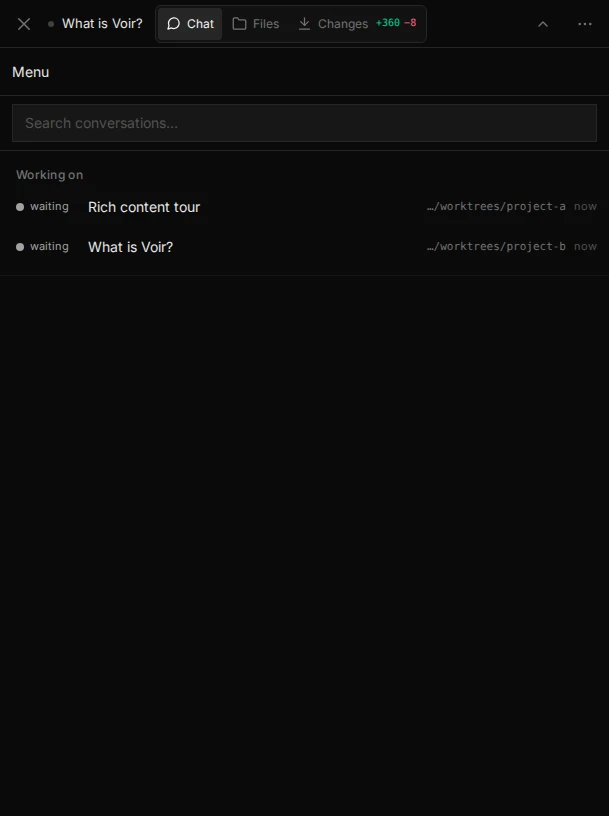 What is Voir? Chat Files Changes +360 −8
Menu
Search conversations...
Working on
waiting Rich content tour …/worktrees/project-a now
waiting What is Voir? …/worktrees/project-b now